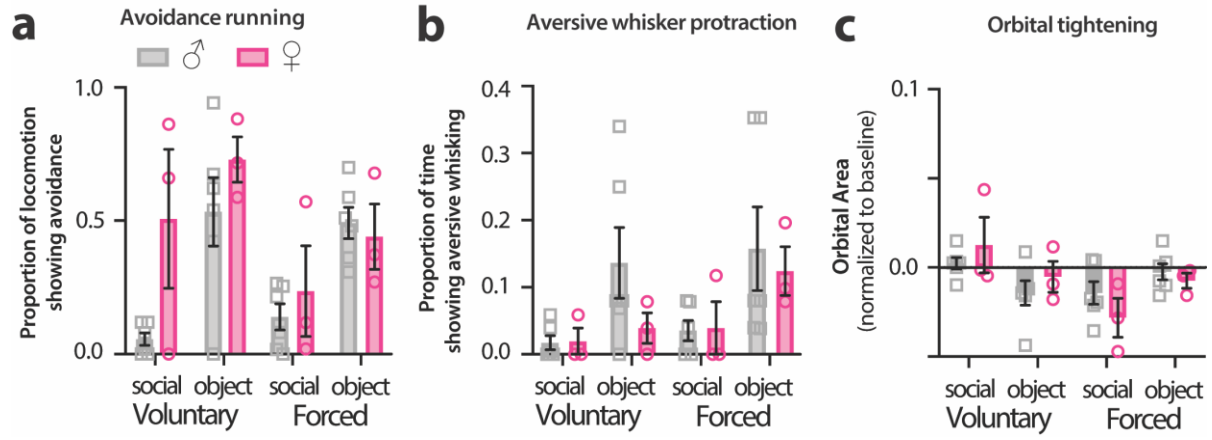 a
Avoidance running
♂ ♀
Proportion of locomotion
showing avoidance
1.0
0.5
0.0
social object social object
Voluntary Forced
b
Aversive whisker protraction
Proportion of time
showing aversive whisking
0.4
0.3
0.2
0.1
0.0
social object social object
Voluntary Forced
c
Orbital tightening
Orbital Area
(normalized to baseline)
0.1
0.0
social object social object
Voluntary Forced